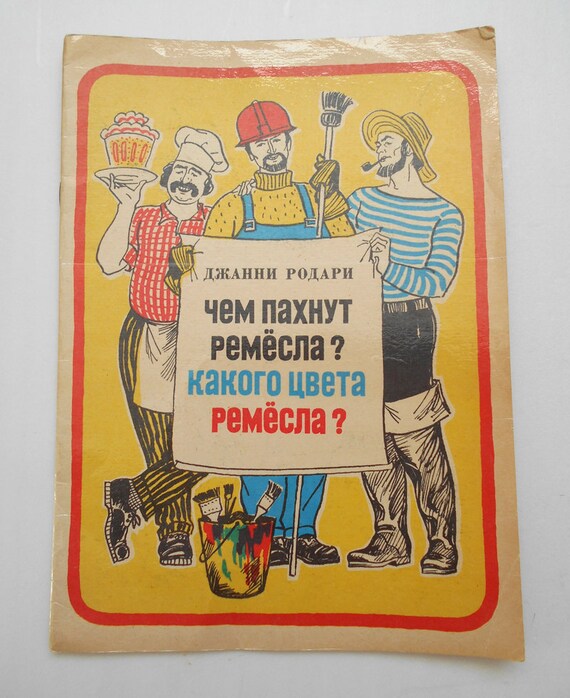 ДЖАННИ РОДАРИ
ЧЕМ ПАХНУТ
РЕМЁСЛА?
КАКОГО ЦВЕТА
РЕМЁСЛА?